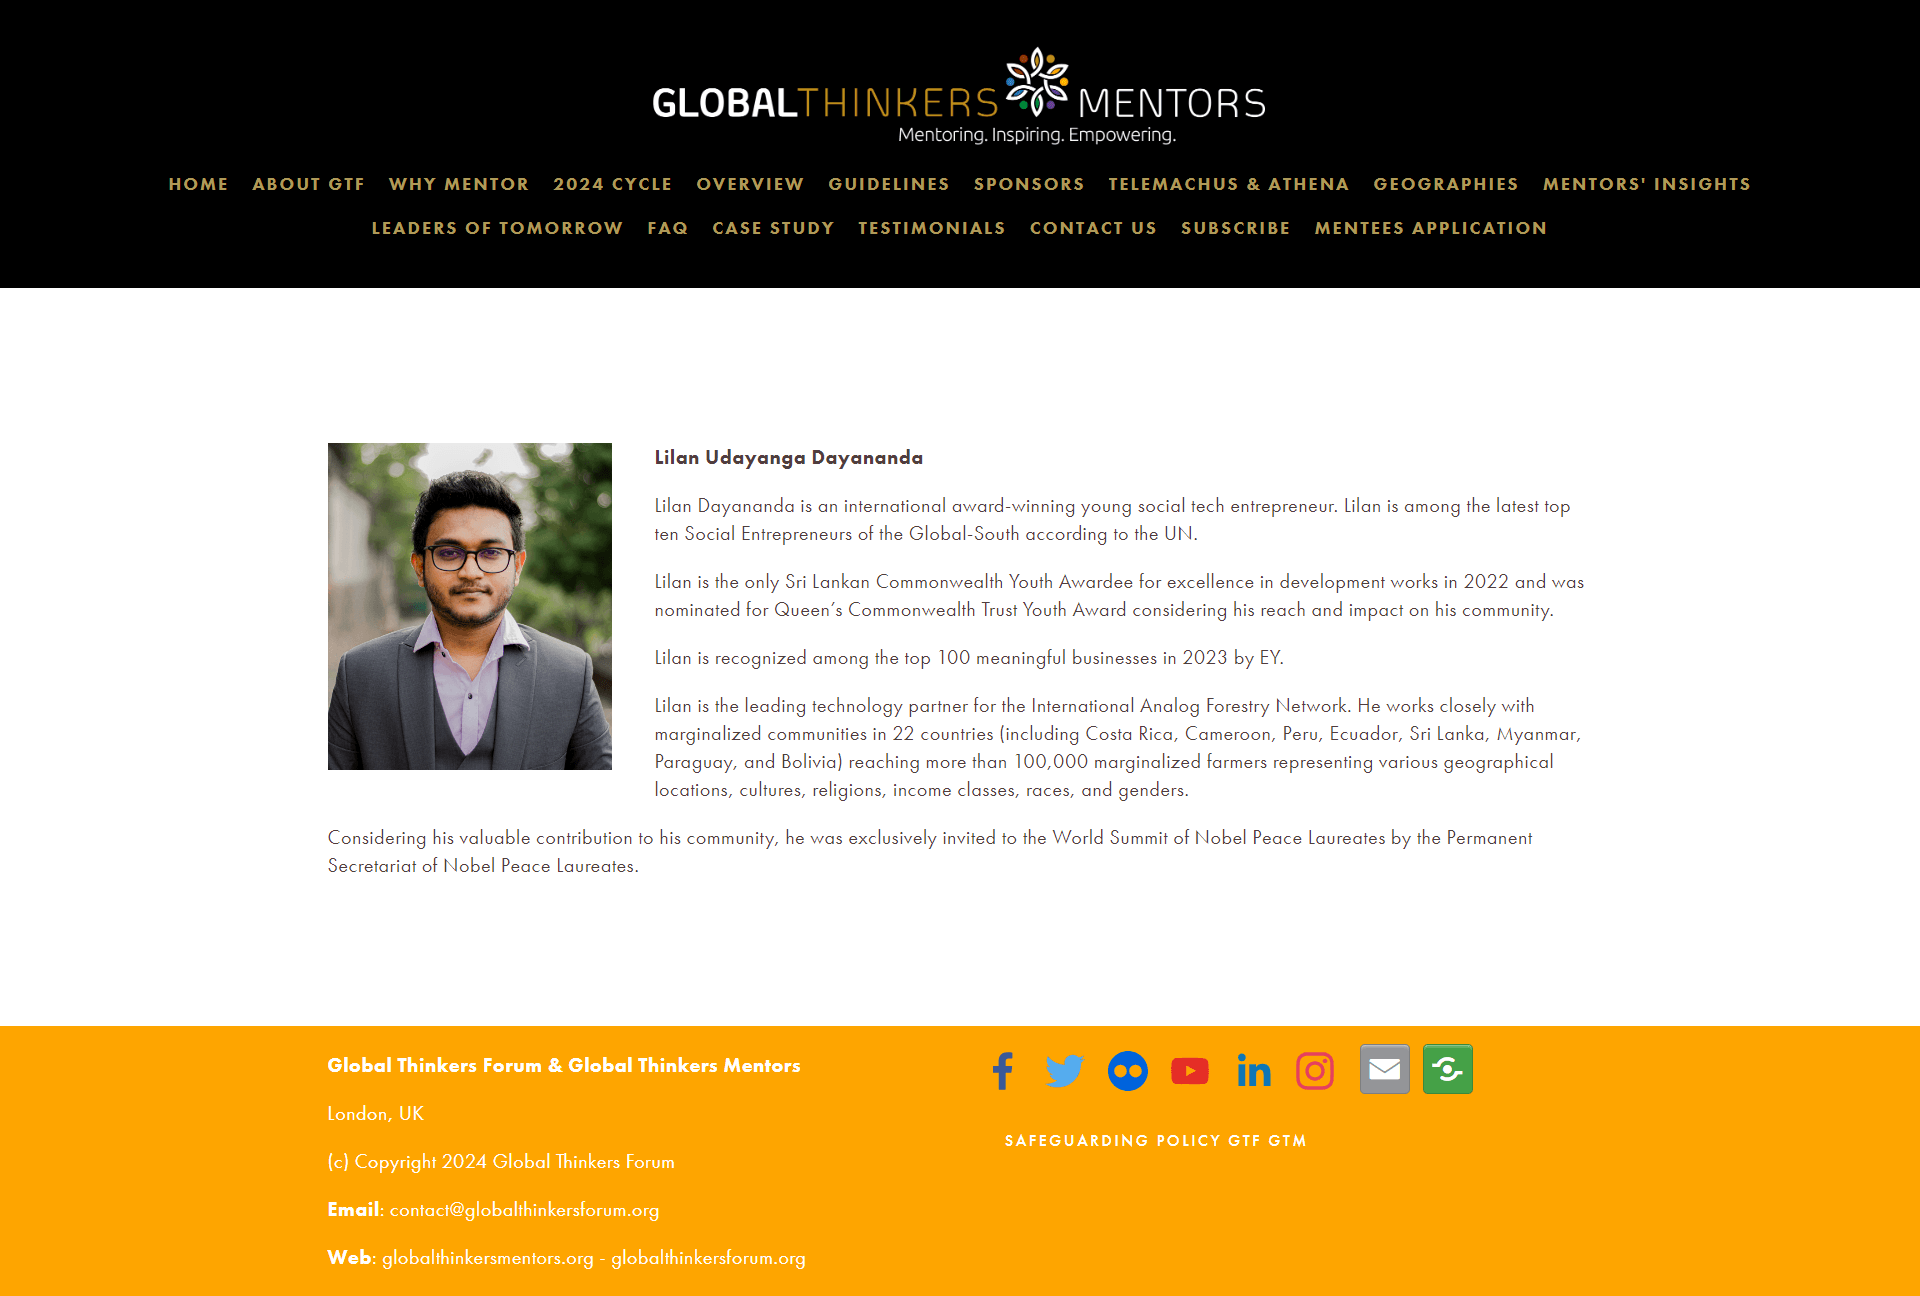 GLOBALTHINKERS MENTORS
Mentoring. Inspiring. Empowering.
HOME ABOUT GTF WHY MENTOR 2024 CYCLE OVERVIEW GUIDELINES SPONSORS TELEMACHUS & ATHENA GEOGRAPHIES MENTORS' INSIGHTS
LEADERS OF TOMORROW FAQ CASE STUDY TESTIMONIALS CONTACT US SUBSCRIBE MENTEES APPLICATION
Lilan Udayanga Dayananda
Lilan Dayananda is an international award-winning young social tech entrepreneur. Lilan is among the latest top
ten Social Entrepreneurs of the Global-South according to the UN.
Lilan is the only Sri Lankan Commonwealth Youth Awardee for excellence in development works in 2022 and was
nominated for Queen’s Commonwealth Trust Youth Award considering his reach and impact on his community.
Lilan is recognized among the top 100 meaningful businesses in 2023 by EY.
Lilan is the leading technology partner for the International Analog Forestry Network. He works closely with
marginalized communities in 22 countries (including Costa Rica, Cameroon, Peru, Ecuador, Sri Lanka, Myanmar,
Paraguay, and Bolivia) reaching more than 100,000 marginalized farmers representing various geographical
locations, cultures, religions, income classes, races, and genders.
Considering his valuable contribution to his community, he was exclusively invited to the World Summit of Nobel Peace Laureates by the Permanent
Secretariat of Nobel Peace Laureates.
Global Thinkers Forum & Global Thinkers Mentors
London, UK
(c) Copyright 2024 Global Thinkers Forum
Email: contact@globalthinkersforum.org
Web: globalthinkersmentors.org - globalthinkersforum.org
SAFEGUARDING POLICY GTF GTM